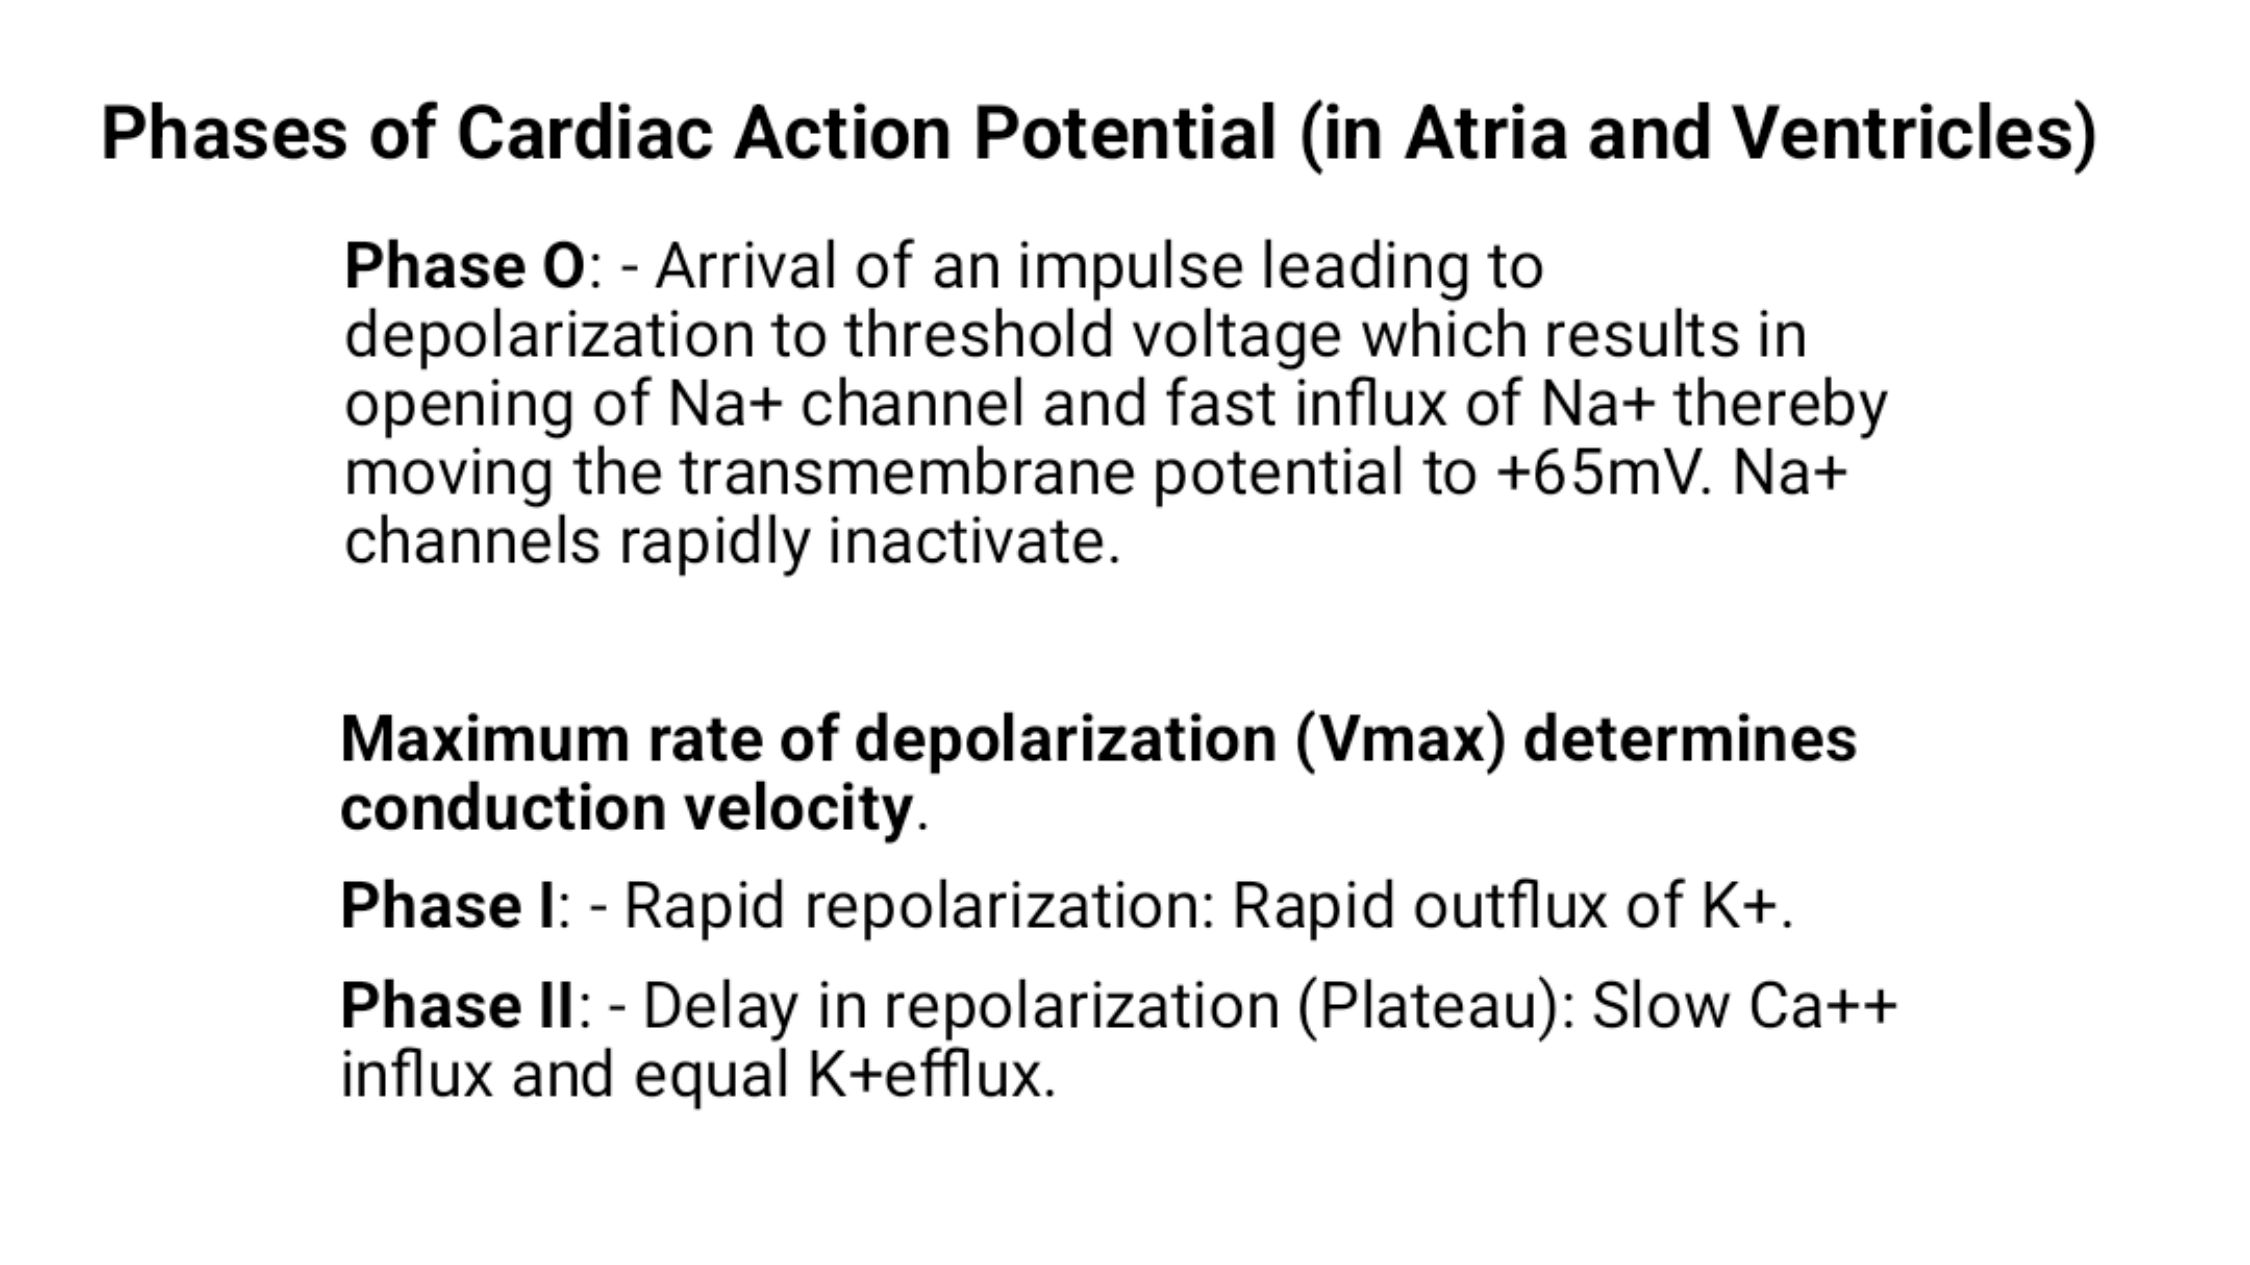 Phases of Cardiac Action Potential (in Atria and Ventricles)
Phase O: - Arrival of an impulse leading to
depolarization to threshold voltage which results in
opening of Na+ channel and fast influx of Na+ thereby
moving the transmembrane potential to +65mV. Na+
channels rapidly inactivate.
Maximum rate of depolarization (Vmax) determines
conduction velocity.
Phase I: - Rapid repolarization: Rapid outflux of K+.
Phase II: - Delay in repolarization (Plateau): Slow Ca++
influx and equal K+efflux.